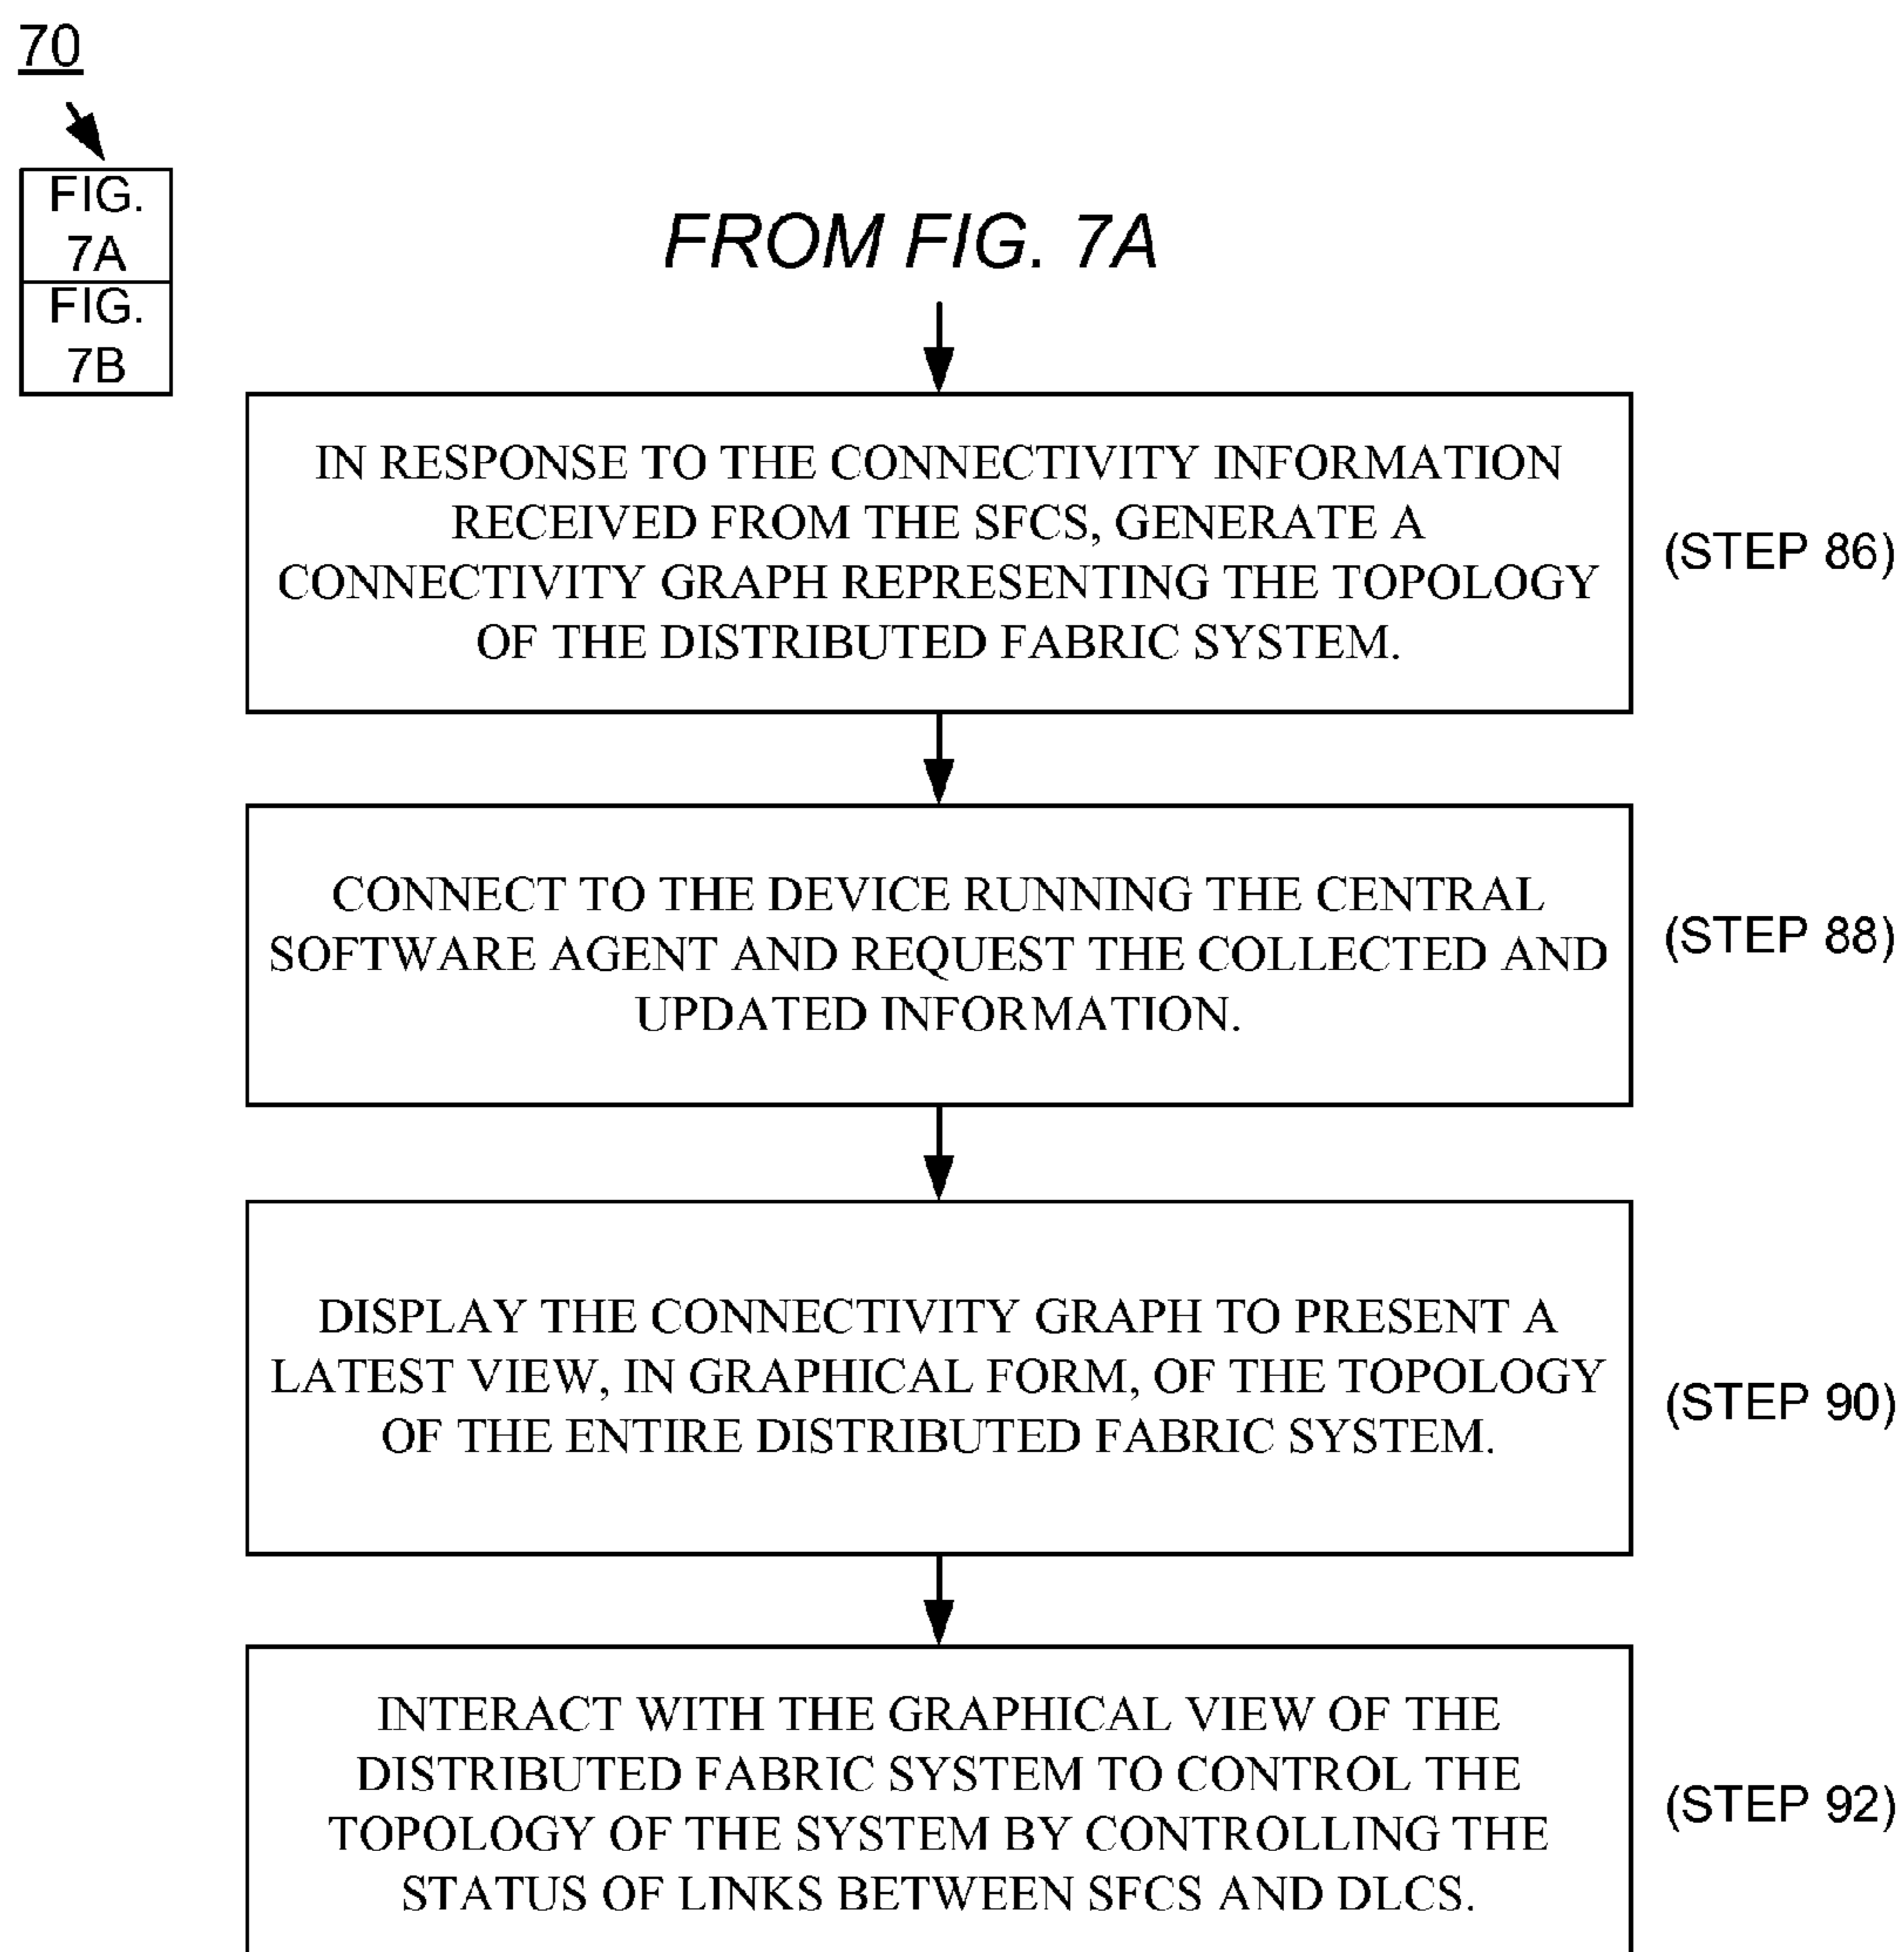 70
FIG.
7A
FIG.
7B
FROM FIG. 7A
IN RESPONSE TO THE CONNECTIVITY INFORMATION
RECEIVED FROM THE SFCS, GENERATE A
CONNECTIVITY GRAPH REPRESENTING THE TOPOLOGY
OF THE DISTRIBUTED FABRIC SYSTEM.
(STEP 86)
CONNECT TO THE DEVICE RUNNING THE CENTRAL
SOFTWARE AGENT AND REQUEST THE COLLECTED AND
UPDATED INFORMATION.
(STEP 88)
DISPLAY THE CONNECTIVITY GRAPH TO PRESENT A
LATEST VIEW, IN GRAPHICAL FORM, OF THE TOPOLOGY
OF THE ENTIRE DISTRIBUTED FABRIC SYSTEM.
(STEP 90)
INTERACT WITH THE GRAPHICAL VIEW OF THE
DISTRIBUTED FABRIC SYSTEM TO CONTROL THE
TOPOLOGY OF THE SYSTEM BY CONTROLLING THE
STATUS OF LINKS BETWEEN SFCS AND DLCS.
(STEP 92)